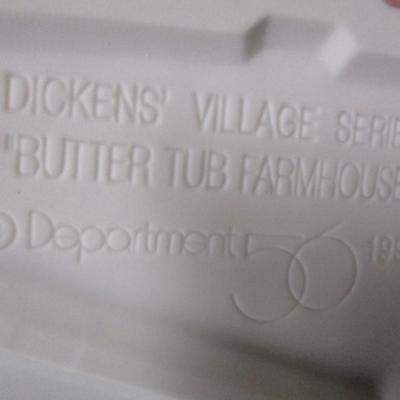 DICKENS' VILLAGE SERIE
"BUTTER TUB FARMHOUSE
© Department 56 199